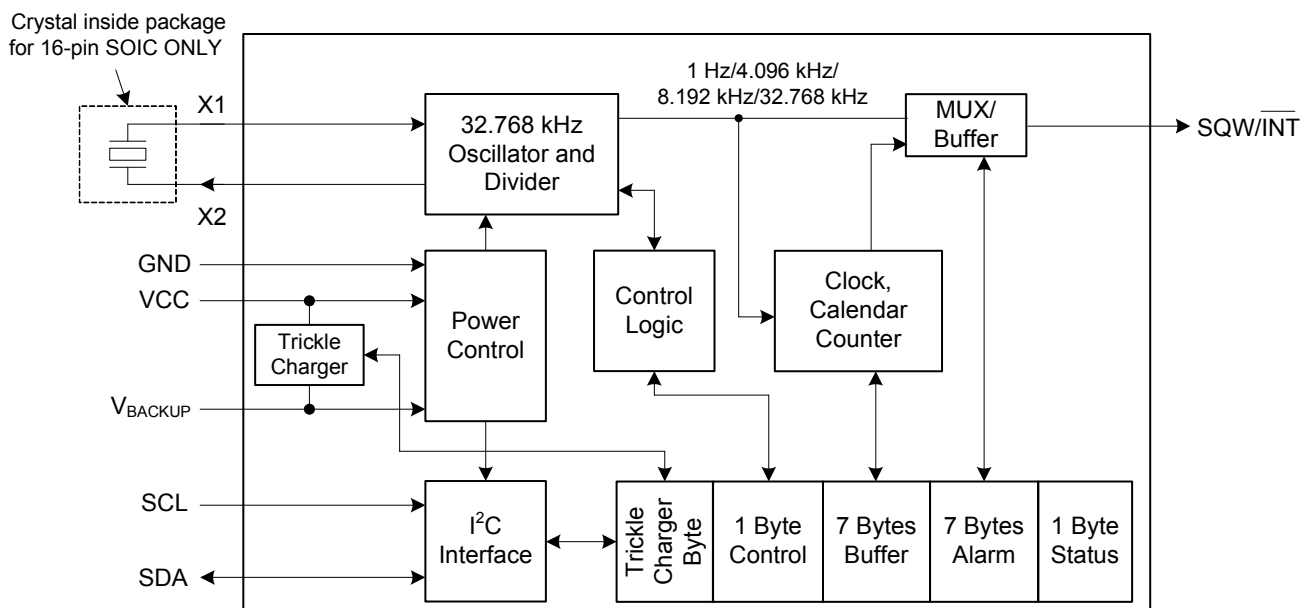 Crystal inside package
for 16-pin SOIC ONLY
X1
X2
32.768 kHz
Oscillator and
Divider
1 Hz/4.096 kHz/
8.192 kHz/32.768 kHz
MUX/
Buffer
SQW/I̅N̅T̅
GND
VCC
Trickle
Charger
V_BACKUP
Power
Control
Control
Logic
Clock,
Calendar
Counter
SCL
SDA
I²C
Interface
Trickle
Charger
Byte
1 Byte
Control
7 Bytes
Buffer
7 Bytes
Alarm
1 Byte
Status